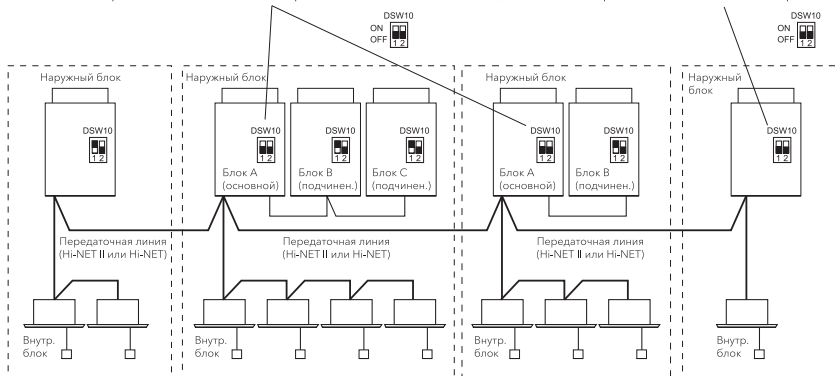 DSW10
ON
OFF
1 2
DSW10
ON
OFF
1 2
Наружный блок
DSW10
1 2
Передаточная линия
(Hi-NET II или Hi-NET)
Внутр.
блок
Наружный блок
DSW10
1 2
Блок A
(основной)
DSW10
1 2
Блок B
(подчинен.)
DSW10
1 2
Блок C
(подчинен.)
Передаточная линия
(Hi-NET II или Hi-NET)
Внутр.
блок
Наружный блок
DSW10
1 2
Блок A
(основной)
DSW10
1 2
Блок B
(подчинен.)
Передаточная линия
(Hi-NET II или Hi-NET)
Внутр.
блок
Наружный
блок
DSW10
1 2
Внутр.
блок